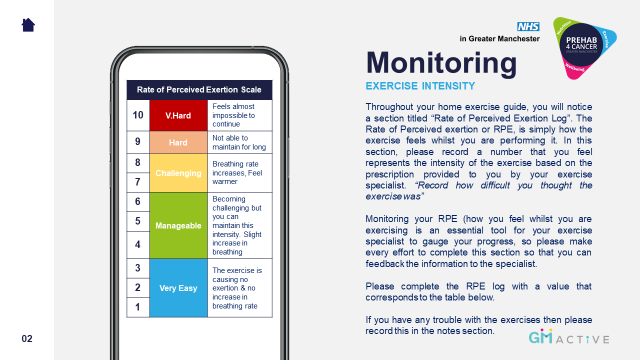 NHS
in Greater Manchester
PREHAB
4 CANCER
Monitoring
EXERCISE INTENSITY
Rate of Perceived Exertion Scale
10 V.Hard Feels almost
impossible to
continue
9 Hard Not able to
maintain for long
8 Challenging Breathing rate
increases, Feel
warmer
7
6 Manageable Becoming
challenging but
you can
maintain this
intensity. Slight
increase in
breathing
5
4
3 Very Easy The exercise is
causing no
exertion & no
increase in
breathing rate
2
1
Throughout your home exercise guide, you will notice
a section titled “Rate of Perceived Exertion Log”. The
Rate of Perceived exertion or RPE, is simply how the
exercise feels whilst you are performing it. In this
section, please record a number that you feel
represents the intensity of the exercise based on the
prescription provided to you by your exercise
specialist. “Record how difficult you thought the
exercise was”
Monitoring your RPE (how you feel whilst you are
exercising is an essential tool for your exercise
specialist to gauge your progress, so please make
every effort to complete this section so that you can
feedback the information to the specialist.
Please complete the RPE log with a value that
corresponds to the table below.
If you have any trouble with the exercises then please
record this in the notes section.
02
GM ACTIVE